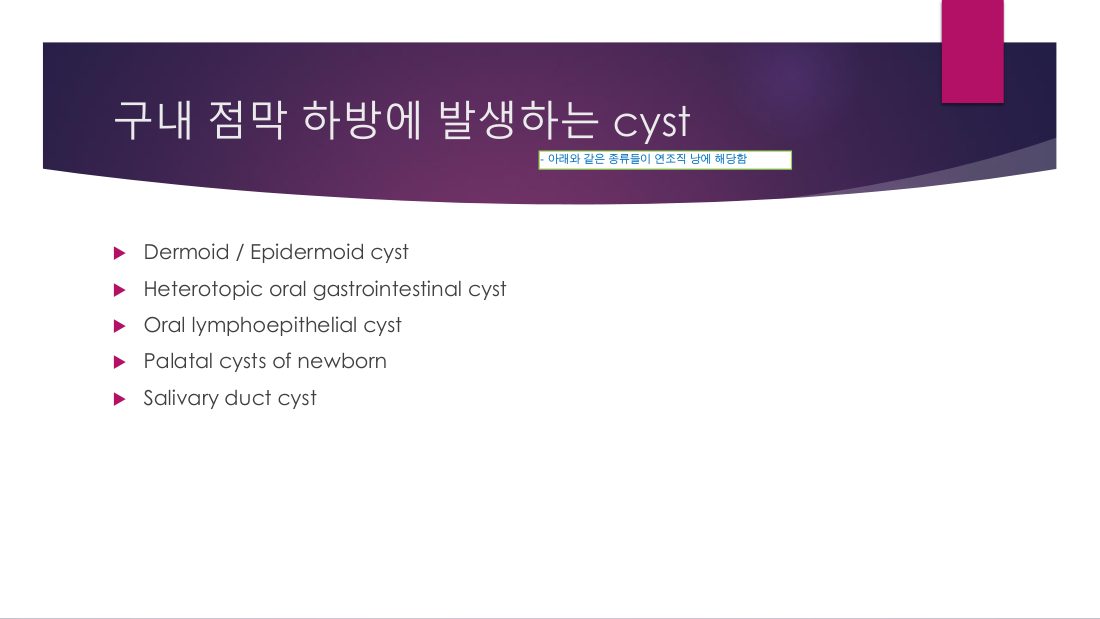 구내 점막 하방에 발생하는 cyst
- 아래와 같은 종류들이 연조직 낭에 해당함
Dermoid / Epidermoid cyst
Heterotopic oral gastrointestinal cyst
Oral lymphoepithelial cyst
Palatal cysts of newborn
Salivary duct cyst